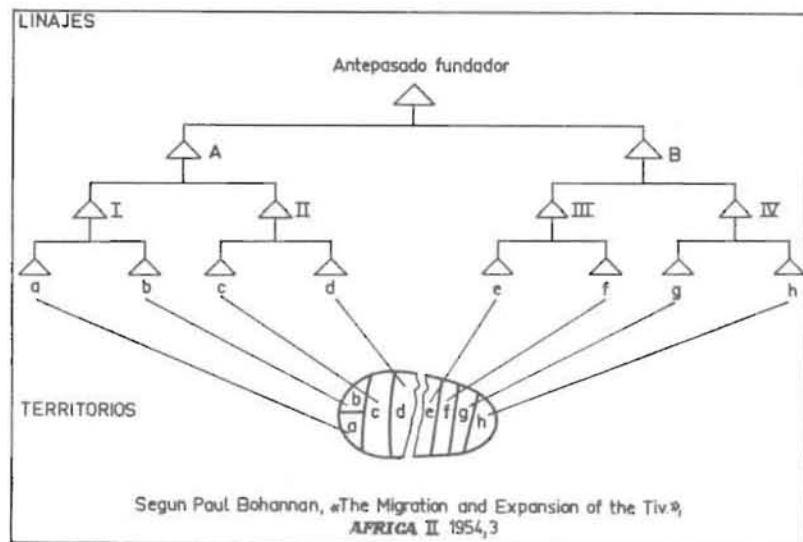 LINAJES
Antepasado fundador
A B
I II III IV
a b c d e f g h
b c d e f g h
a
TERRITORIOS
Segun Paul Bohannan, «The Migration and Expansion of the Tiv.»,
AFRICA II 1954,3